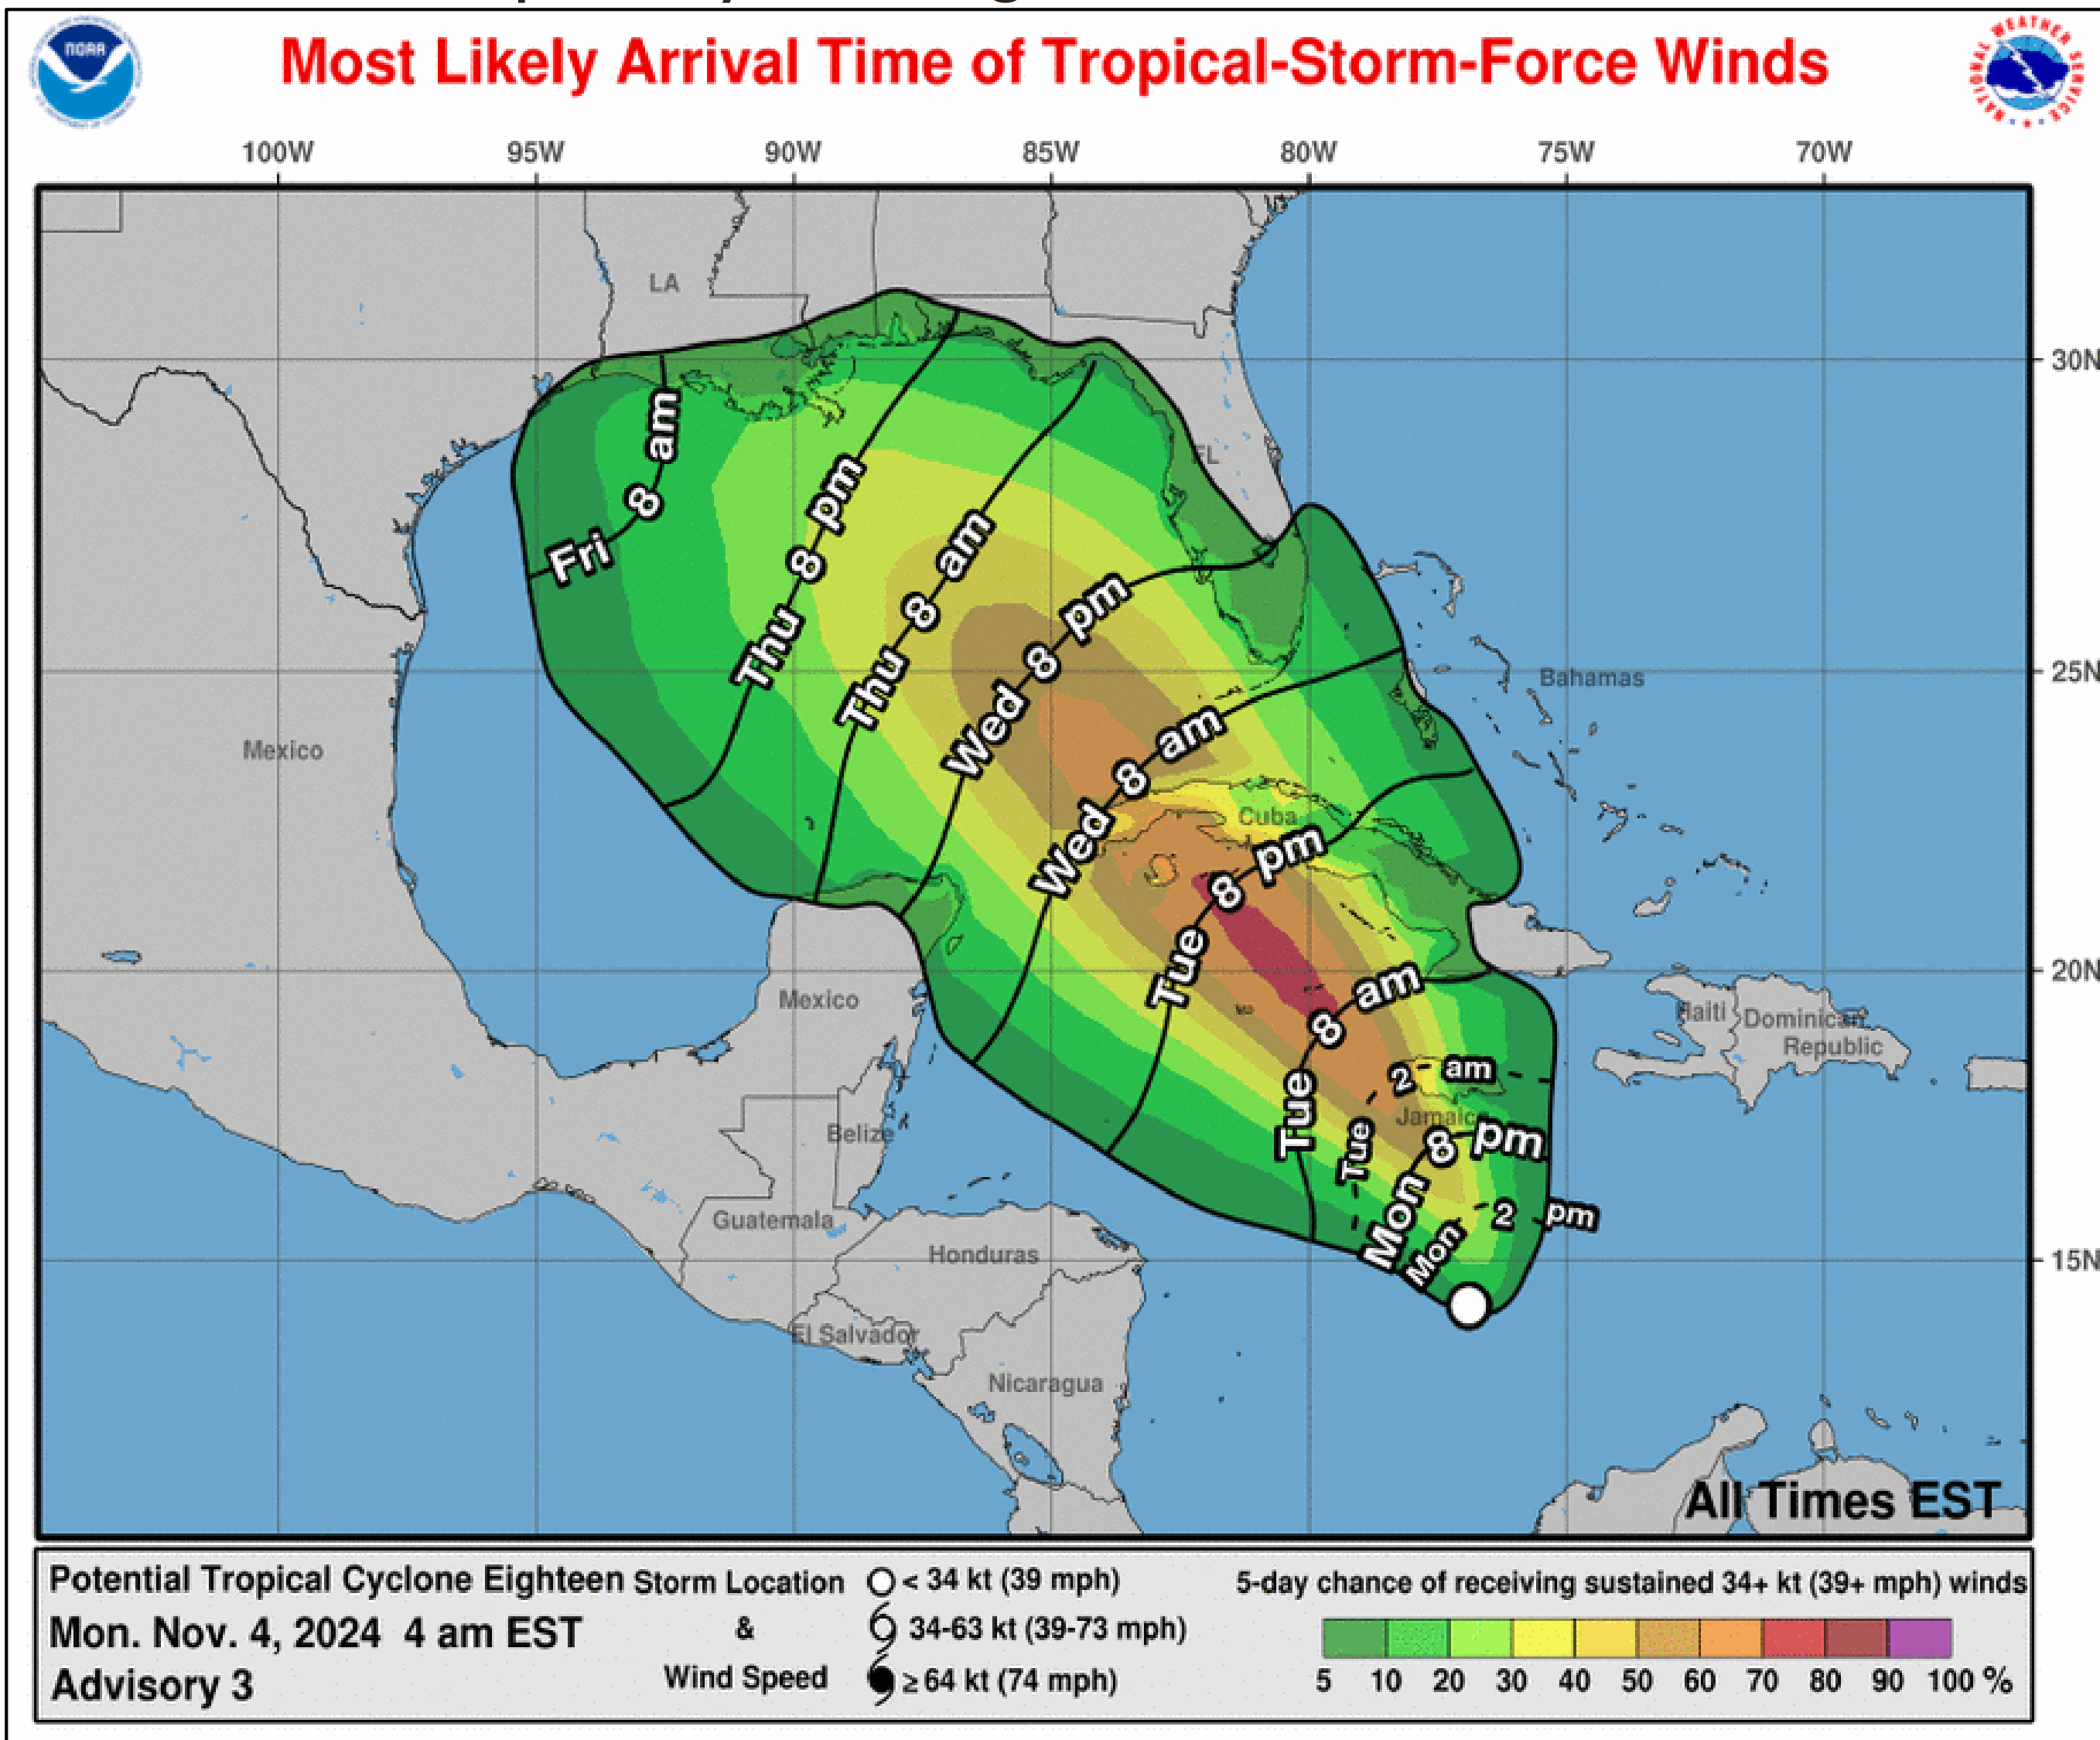 Most Likely Arrival Time of Tropical-Storm-Force Winds
NOAA
NATIONAL WEATHER SERVICE
100W 95W 90W 85W 80W 75W 70W
30N
25N
20N
15N
LA
FL
Bahamas
Mexico
Cuba
Mexico
Haiti
Dominican
Republic
Jamaica
Belize
Guatemala
Honduras
El Salvador
Nicaragua
Fri 8 am
Thu 8 pm
Thu 8 am
Wed 8 pm
Wed 8 am
Tue 8 pm
Tue 8 am
Tue 2 am
Mon 8 pm
Mon 2 pm
All Times EST
Potential Tropical Cyclone Eighteen
Mon. Nov. 4, 2024 4 am EST
Advisory 3
Storm Location
&
Wind Speed
< 34 kt (39 mph)
34-63 kt (39-73 mph)
≥ 64 kt (74 mph)
5-day chance of receiving sustained 34+ kt (39+ mph) winds
5 10 20 30 40 50 60 70 80 90 100 %